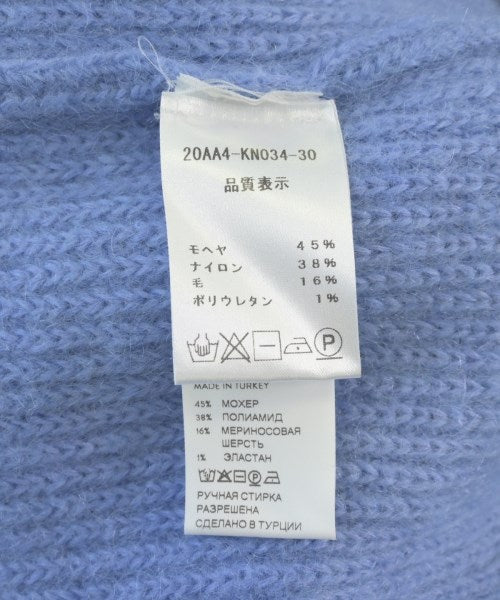 20AA4-KN034-30
品質表示
モヘヤ 45%
ナイロン 38%
毛 16%
ポリウレタン 1%
P
MADE IN TURKEY
45% МОХЕР
38% ПОЛИАМИД
16% МЕРИНОСОВАЯ
ШЕРСТЬ
1% ЭЛАСТАН
P
РУЧНАЯ СТИРКА
РАЗРЕШЕНА
СДЕЛАНО В ТУРЦИИ